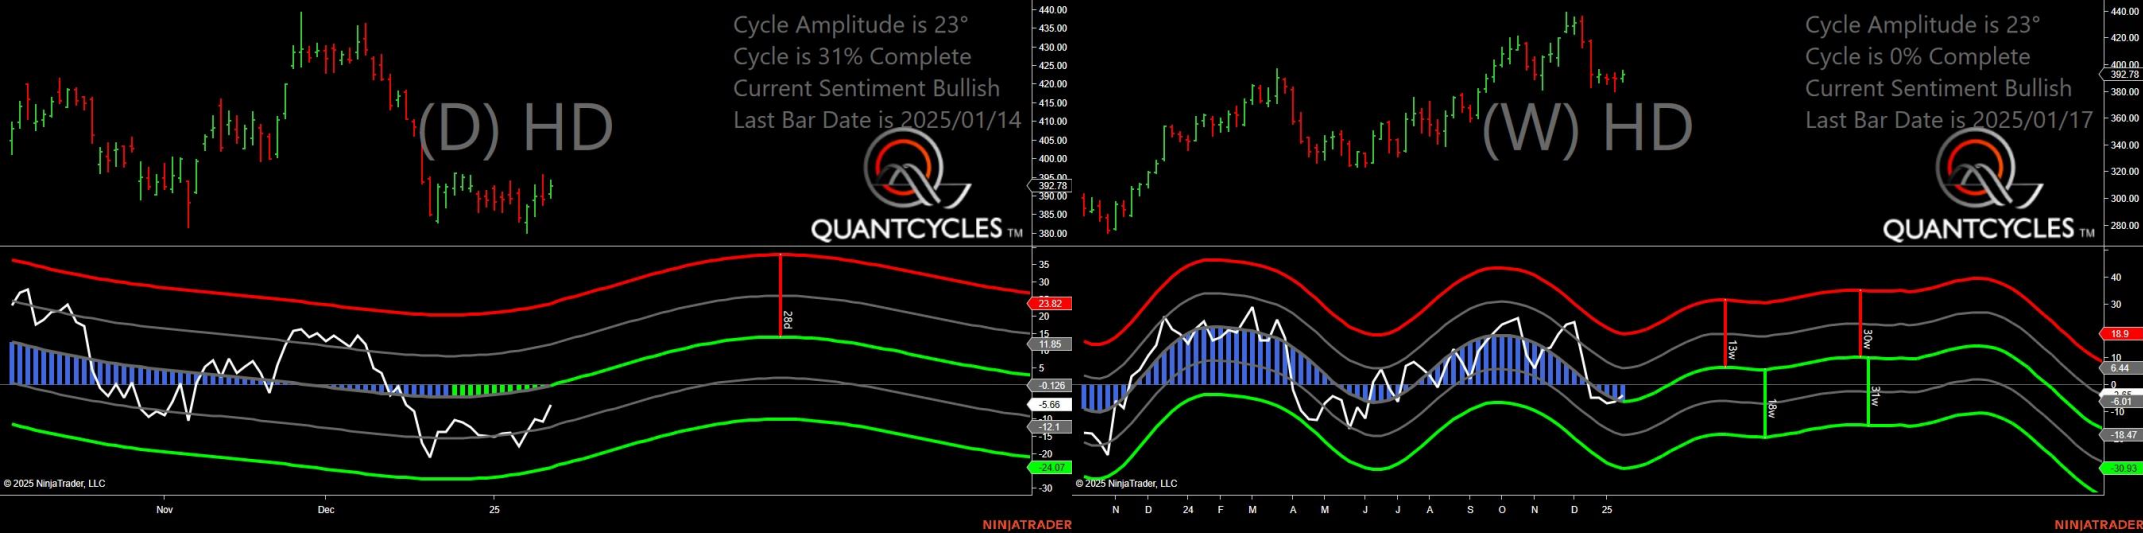 Cycle Amplitude is 23°
Cycle is 31% Complete
Current Sentiment Bullish
Last Bar Date is 2025/01/14
(D) HD
QUANTCYCLES TM
440.00
435.00
430.00
425.00
420.00
415.00
410.00
405.00
400.00
395.00
392.78
390.00
385.00
380.00
35
30
23.82
20
15
11.85
10
5
-0.126
-5.66
-10
-12.1
-15
-20
-24.07
-30
28d
© 2025 NinjaTrader, LLC
Nov
Dec
25
NINJATRADER
Cycle Amplitude is 23°
Cycle is 0% Complete
Current Sentiment Bullish
Last Bar Date is 2025/01/17
(W) HD
QUANTCYCLES TM
440.00
420.00
400.00
392.78
380.00
360.00
340.00
320.00
300.00
280.00
40
30
18.9
10
6.44
0
-6.01
-10
-18.47
-30.93
13w
18w
30w
31w
© 2025 NinjaTrader, LLC
N D 24 F M A M J J A S O N D 25
NINJATRADER